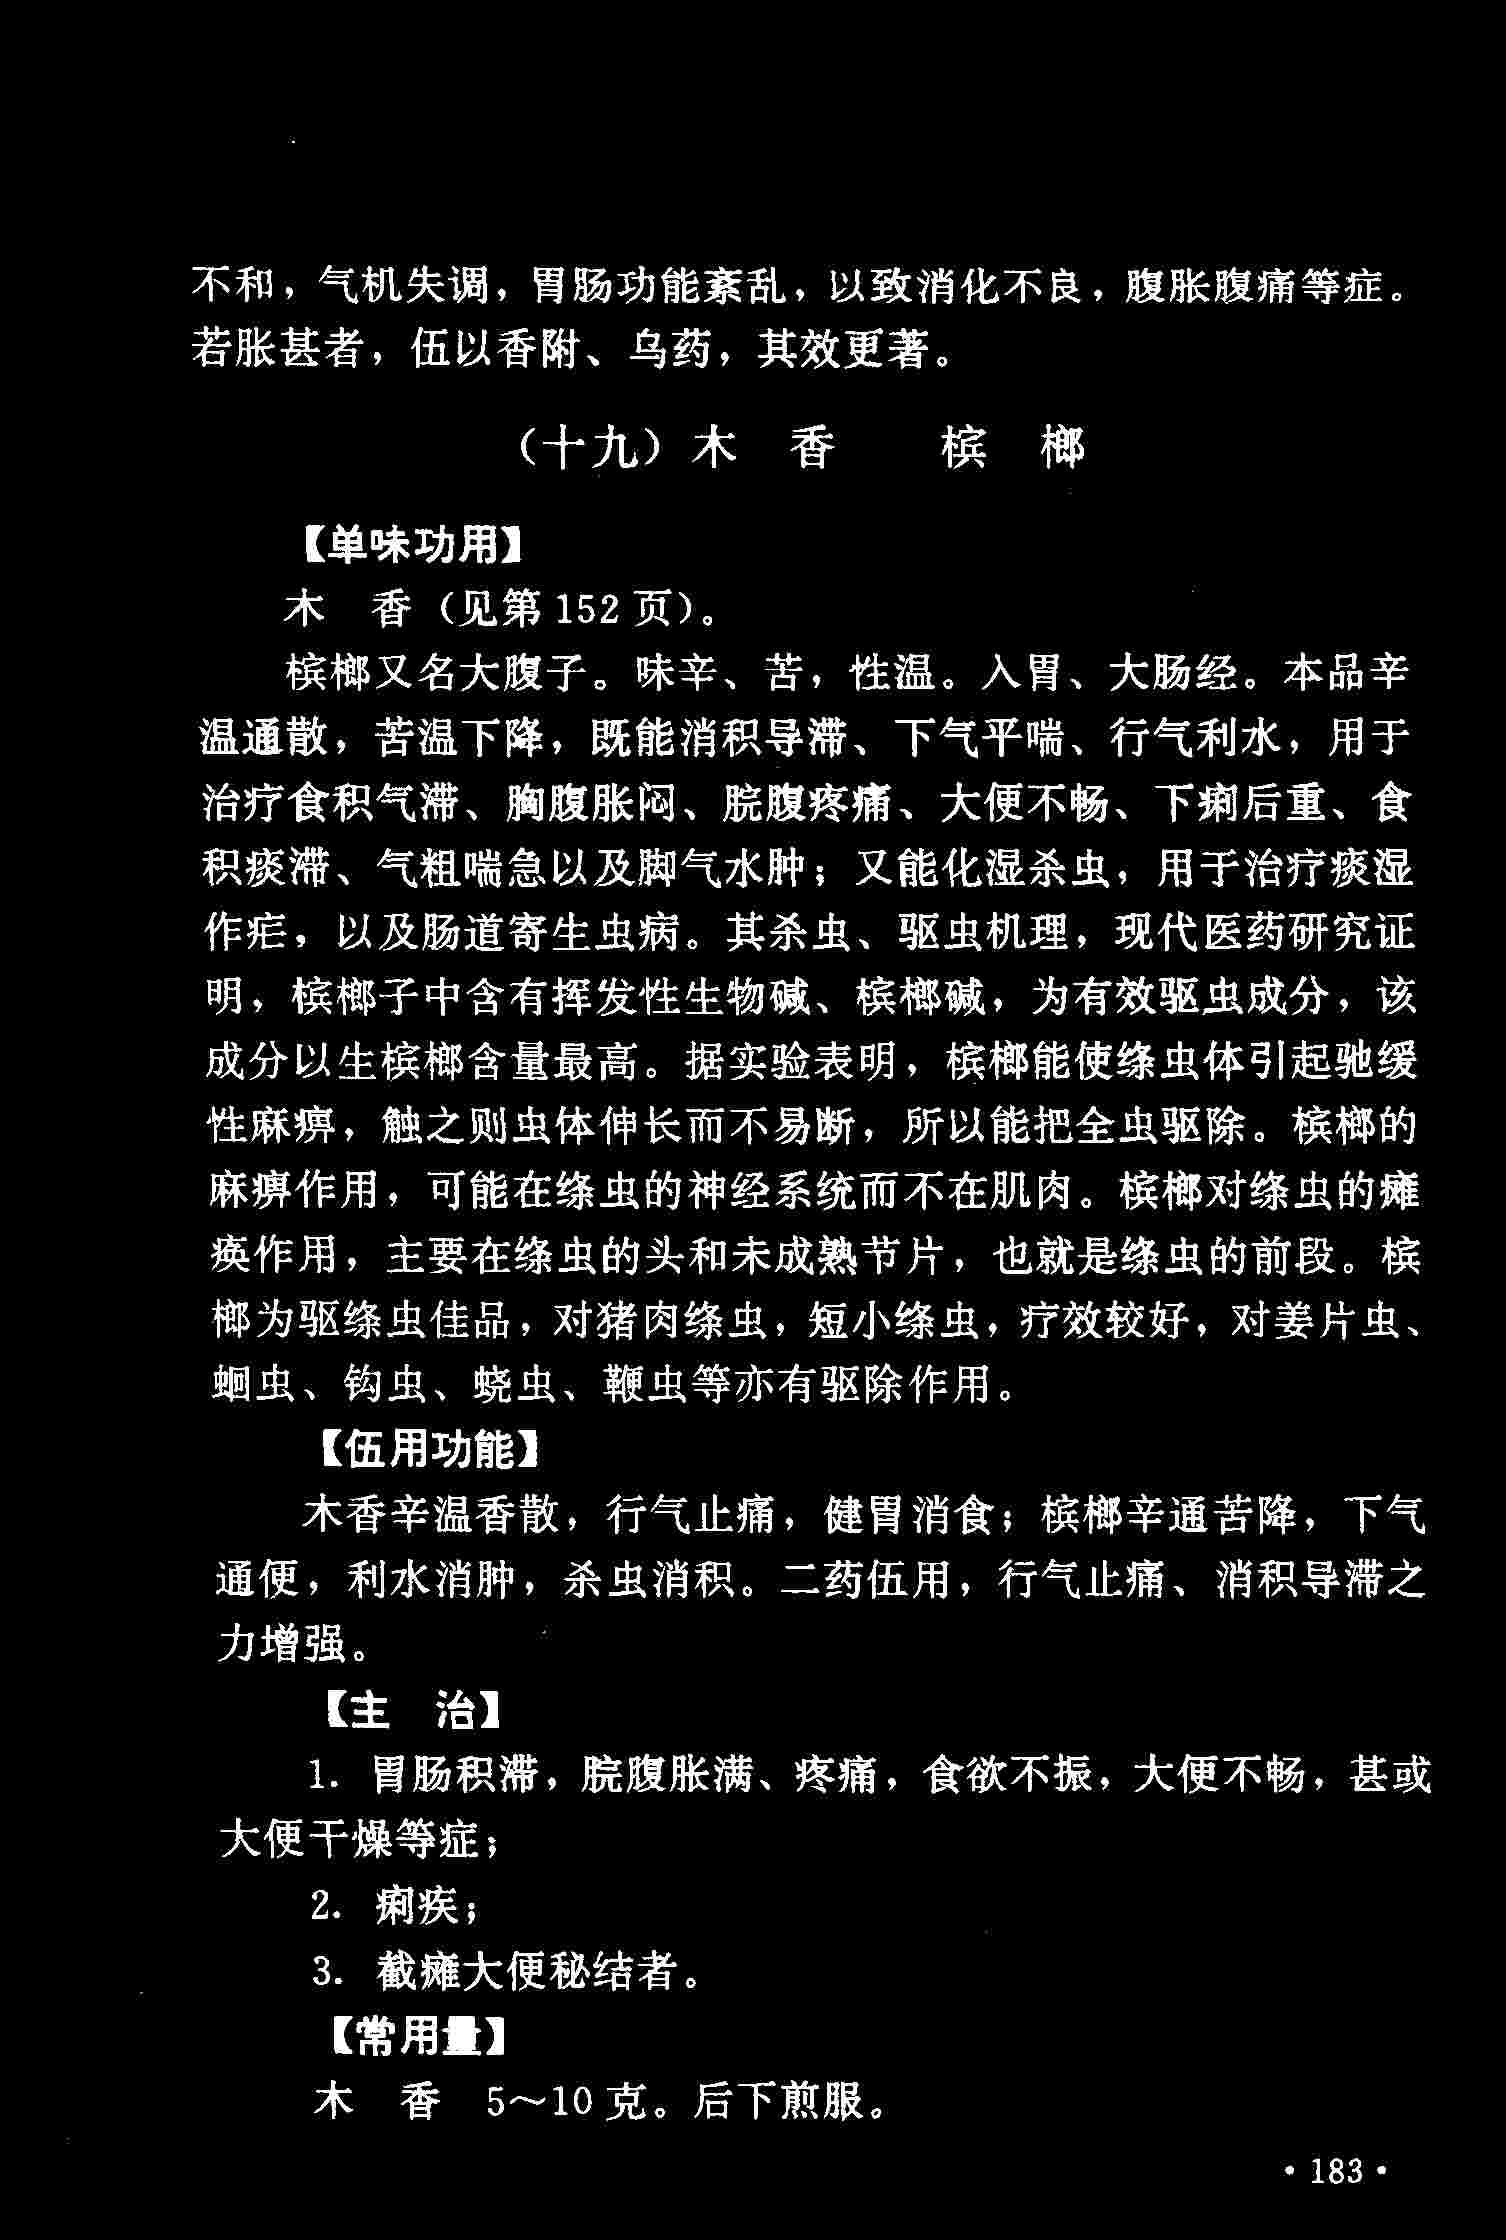 不和，气机失调，胃肠功能紊乱，以致消化不良，腹胀腹痛等症。
若胀甚者，伍以香附、乌药，其效更著。
（十九）木　香　　槟　榔
【单味功用】
木　香（见第 152 页）。
槟榔又名大腹子。味辛、苦，性温。入胃、大肠经。本品辛
温通散，苦温下降，既能消积导滞、下气平喘、行气利水，用于
治疗食积气滞、胸腹胀闷、脘腹疼痛、大便不畅、下痢后重、食
积痰滞、气粗喘急以及脚气水肿；又能化湿杀虫，用于治疗痰湿
作疟，以及肠道寄生虫病。其杀虫、驱虫机理，现代医药研究证
明，槟榔子中含有挥发性生物碱、槟榔碱，为有效驱虫成分，该
成分以生槟榔含量最高。据实验表明，槟榔能使绦虫体引起驰缓
性麻痹，触之则虫体伸长而不易断，所以能把全虫驱除。槟榔的
麻痹作用，可能在绦虫的神经系统而不在肌肉。槟榔对绦虫的瘫
痪作用，主要在绦虫的头和未成熟节片，也就是绦虫的前段。槟
榔为驱绦虫佳品，对猪肉绦虫，短小绦虫，疗效较好，对姜片虫、
蛔虫、钩虫、蛲虫、鞭虫等亦有驱除作用。
【伍用功能】
木香辛温香散，行气止痛，健胃消食；槟榔辛通苦降，下气
通便，利水消肿，杀虫消积。二药伍用，行气止痛、消积导滞之
力增强。
【主　治】
1. 胃肠积滞，脘腹胀满、疼痛，食欲不振，大便不畅，甚或
大便干燥等症；
2. 痢疾；
3. 截瘫大便秘结者。
【常用量】
木　香　5～10 克。后下煎服。
· 183 ·